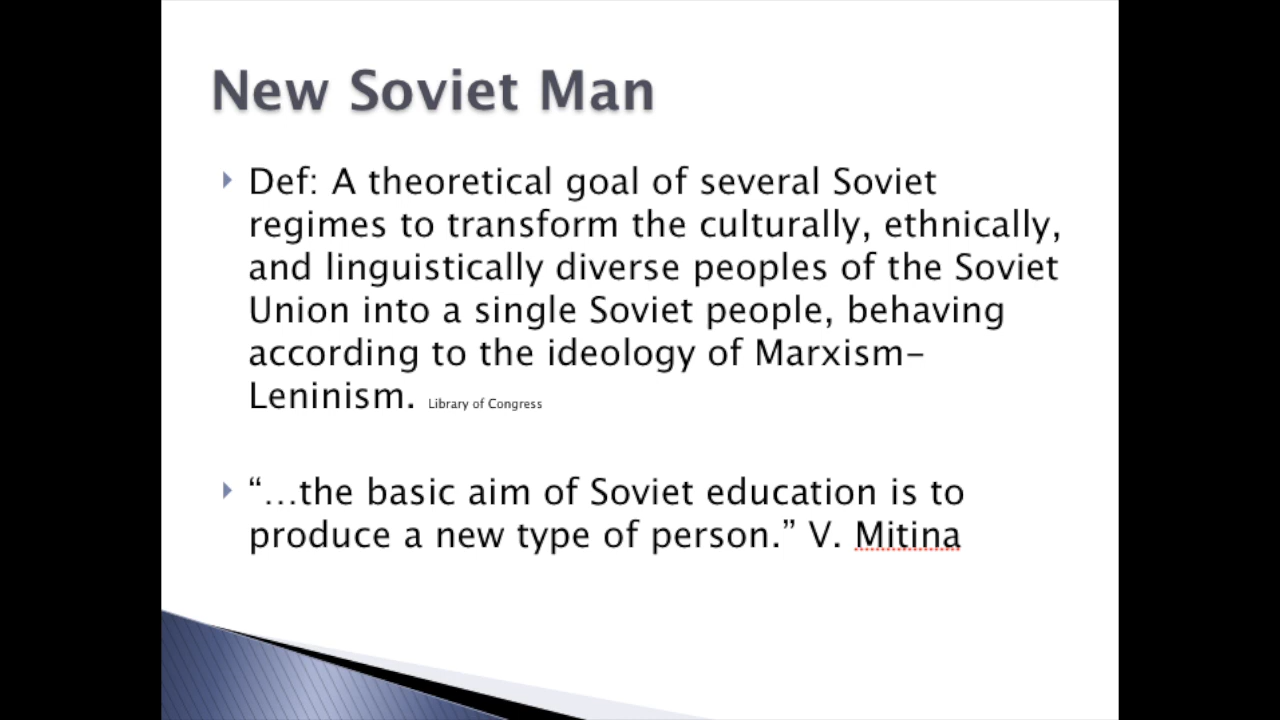 New Soviet Man
Def: A theoretical goal of several Soviet
regimes to transform the culturally, ethnically,
and linguistically diverse peoples of the Soviet
Union into a single Soviet people, behaving
according to the ideology of Marxism–
Leninism. Library of Congress
“…the basic aim of Soviet education is to
produce a new type of person.” V. Mitina